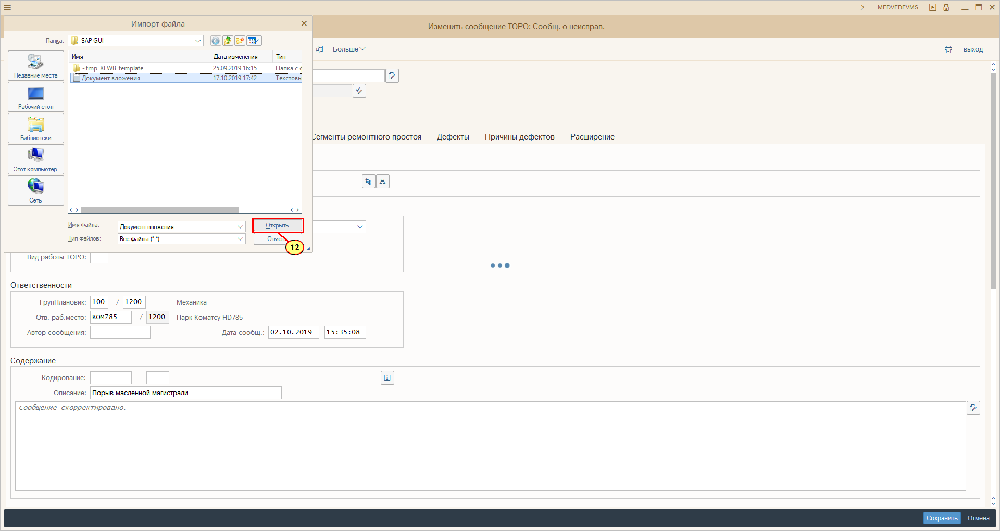 MEDVEDEVMS
Импорт файла
Изменить сообщение ТОРО: Сообщ. о неисправ.
Папка: SAP GUI
Больше
выход
Имя Дата изменения Тип
~tmp_XLWB_template 25.09.2019 16:15 Папка с
Документ вложения 17.10.2019 17:42 Текстовь
Недавние места
Рабочий стол
Библиотеки
Этот компьютер
Сеть
Сегменты ремонтного простоя Дефекты Причины дефектов Расширение
Имя файла: Документ вложения Открыть
Тип файлов: Все файлы (*.*) Отмена
12
Вид работы ТОРО:
Ответственности
ГрупПлановик: 100 / 1200 Механика
Отв. раб.место: КОМ785 / 1200 Парк Коматсу HD785
Автор сообщения: Дата сообщ.: 02.10.2019 15:35:08
Содержание
Кодирование:
Описание: Порыв масленной магистрали
Сообщение скорректировано.
Сохранить Отмена